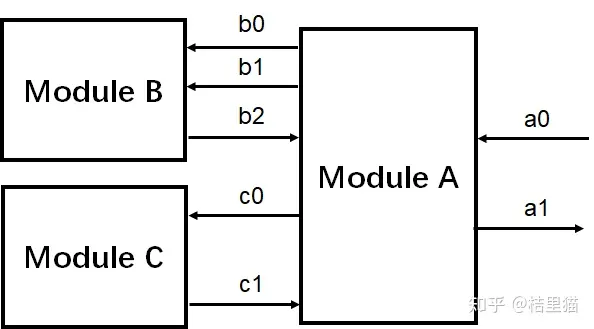 b0
b1
Module B
b2
a0
Module A
c0
a1
Module C
c1
知乎 @桔里猫